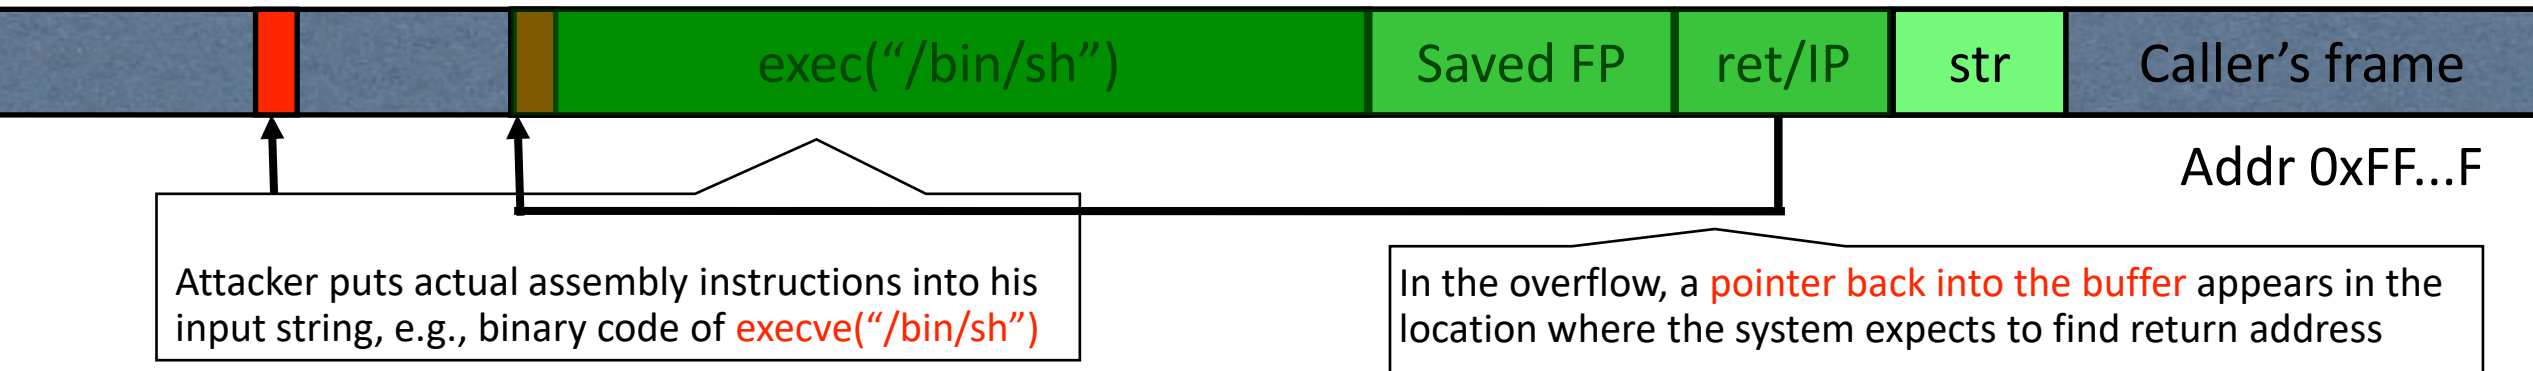 exec(“/bin/sh”) Saved FP ret/IP str Caller’s frame
Addr 0xFF...F
Attacker puts actual assembly instructions into his
input string, e.g., binary code of execve(“/bin/sh”)
In the overflow, a pointer back into the buffer appears in the
location where the system expects to find return address